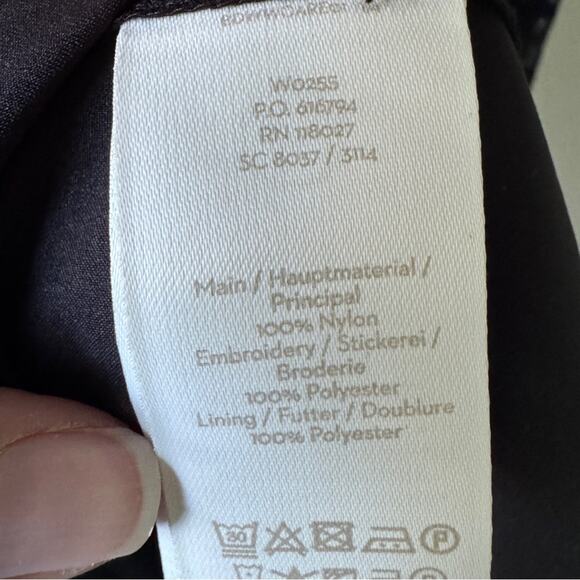 W0255
P.O. 616794
RN 118027
SC 8037 / 3114
Main / Hauptmaterial /
Principal
100% Nylon
Embroidery / Stickerei /
Broderie
100% Polyester
Lining / Futter / Doublure
100% Polyester
30
P